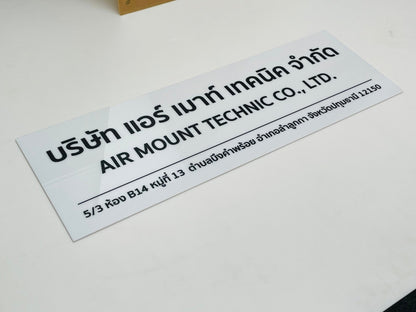 บริษัท แอร์ เมาท์ เทคนิค จำกัด
AIR MOUNT TECHNIC CO., LTD.
5/3 ห้อง B14 หมู่ที่ 13 ตำบลบึงคำพร้อย อำเภอลำลูกกา จังหวัดปทุมธานี 12150